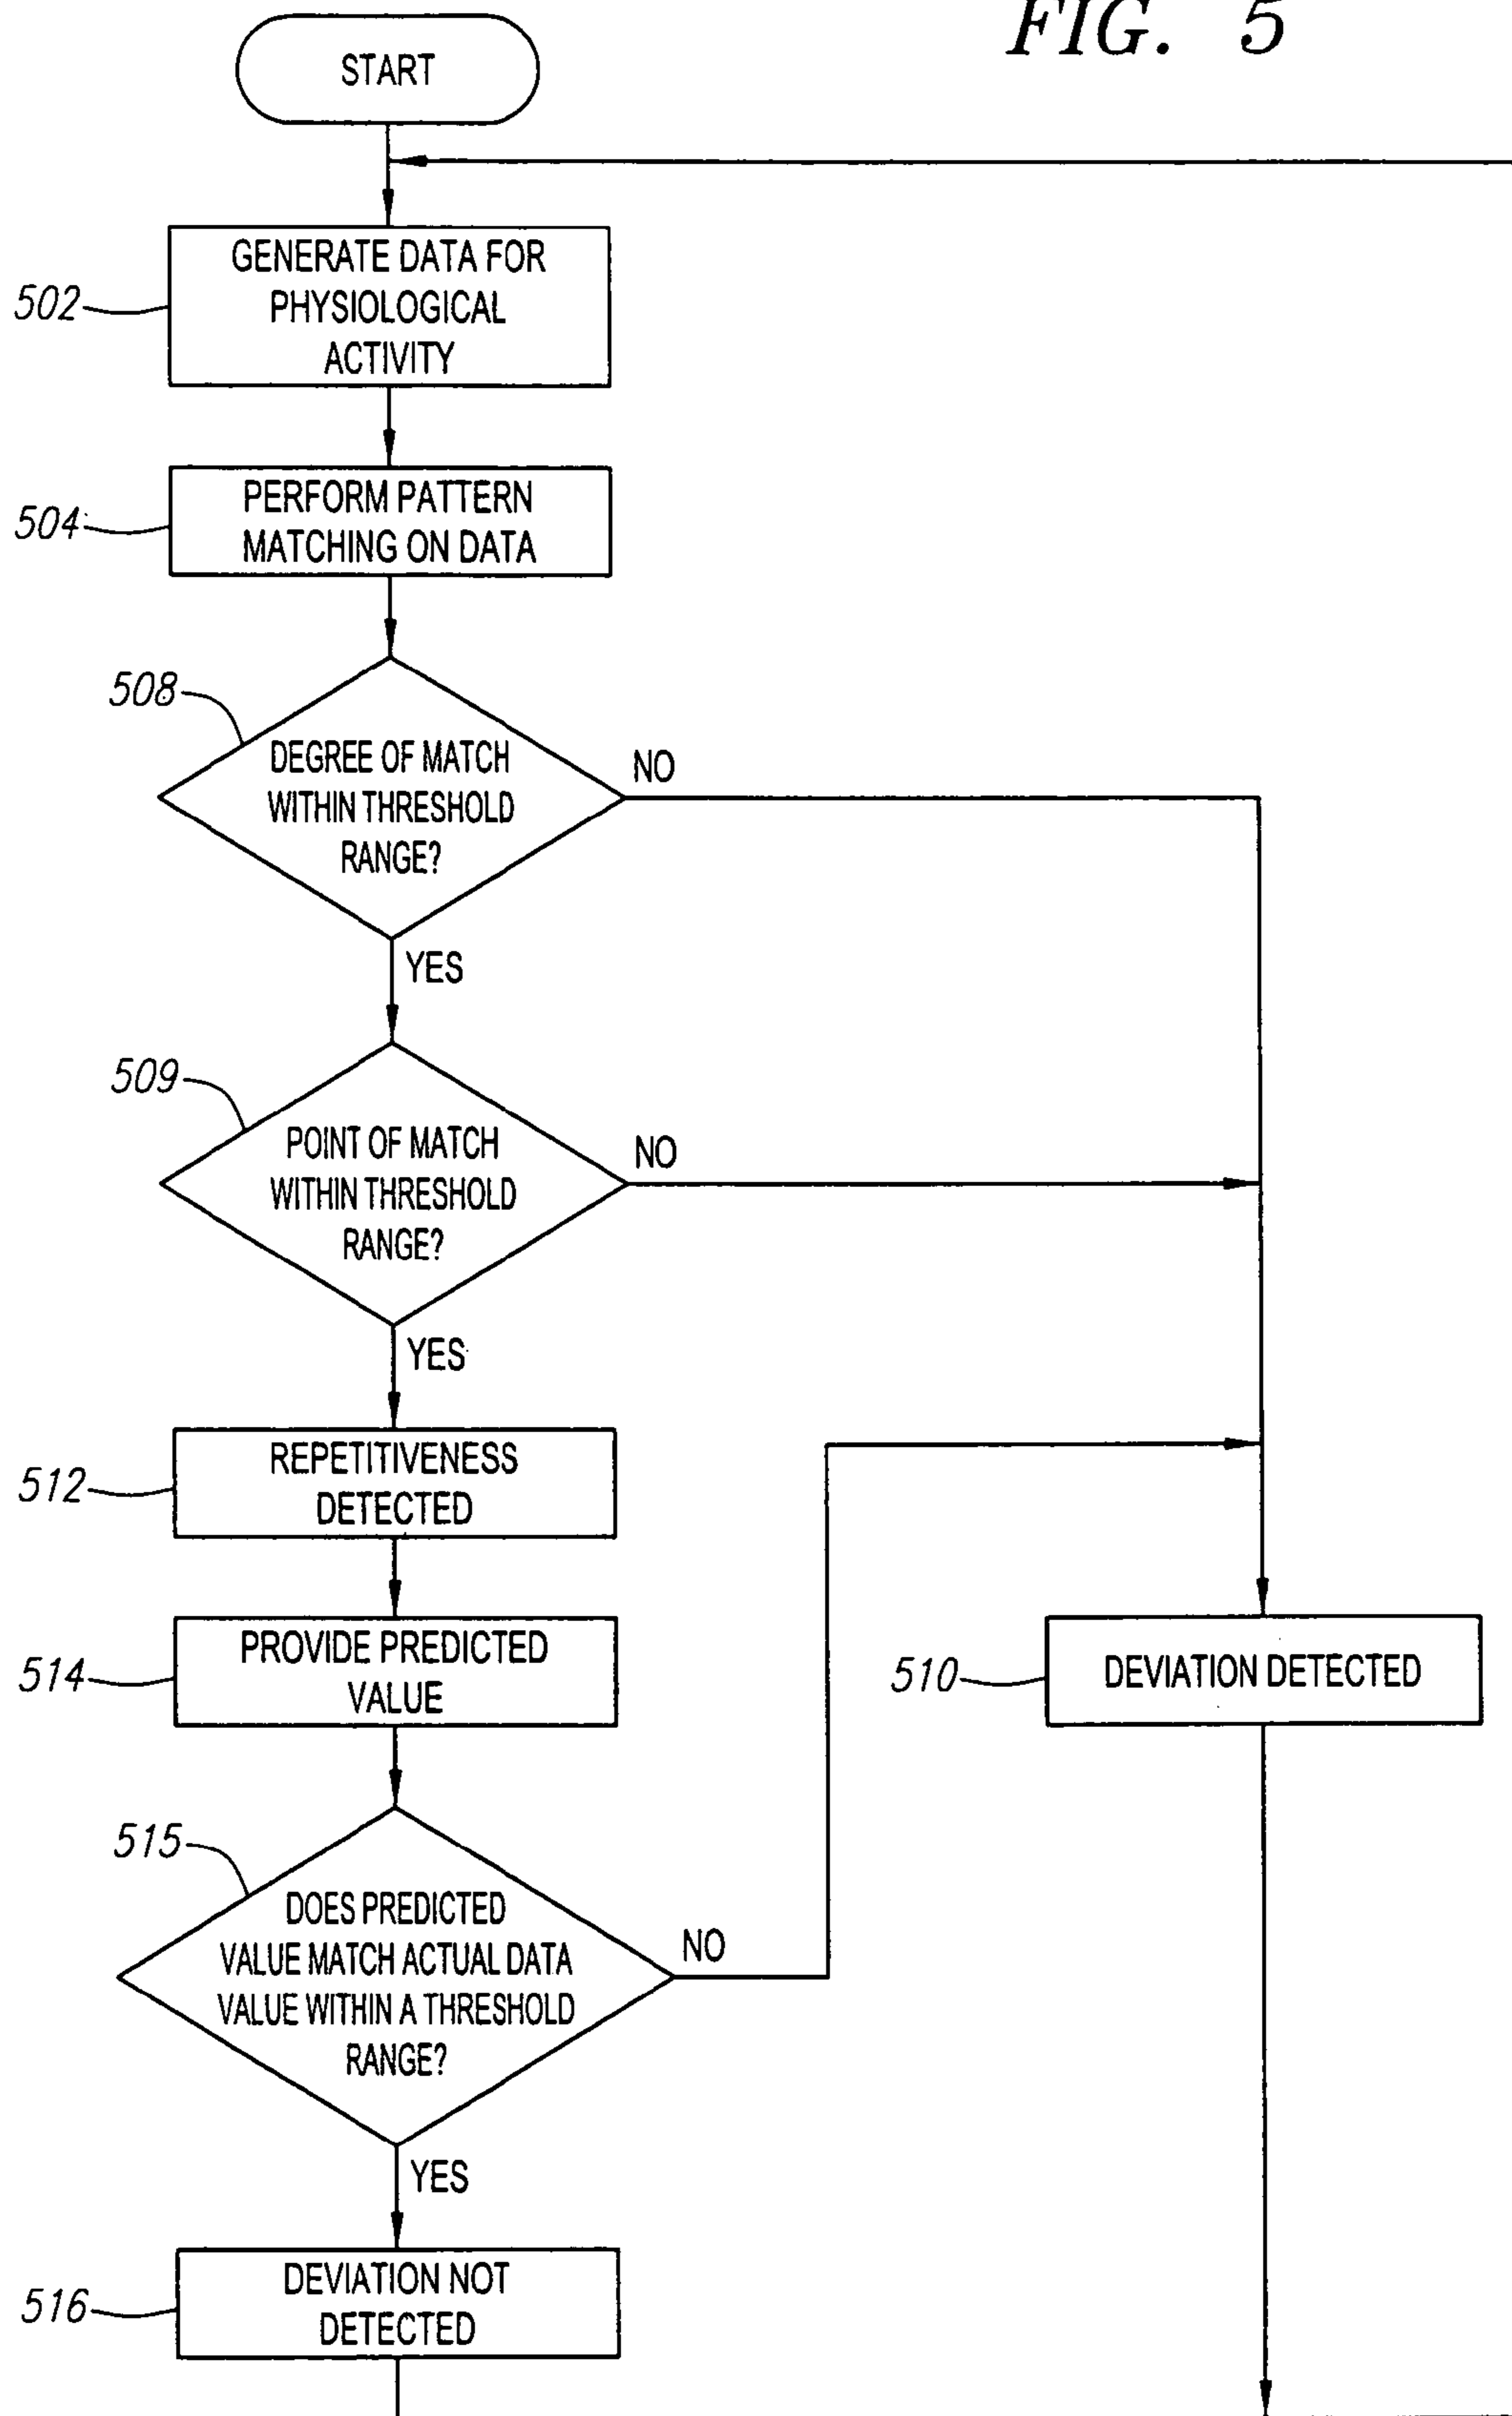 FIG. 5
START
502
GENERATE DATA FOR
PHYSIOLOGICAL
ACTIVITY
504
PERFORM PATTERN
MATCHING ON DATA
508
DEGREE OF MATCH
WITHIN THRESHOLD
RANGE?
NO
YES
509
POINT OF MATCH
WITHIN THRESHOLD
RANGE?
NO
YES
512
REPETITIVENESS
DETECTED
514
PROVIDE PREDICTED
VALUE
510
DEVIATION DETECTED
515
DOES PREDICTED
VALUE MATCH ACTUAL DATA
VALUE WITHIN A THRESHOLD
RANGE?
NO
YES
516
DEVIATION NOT
DETECTED